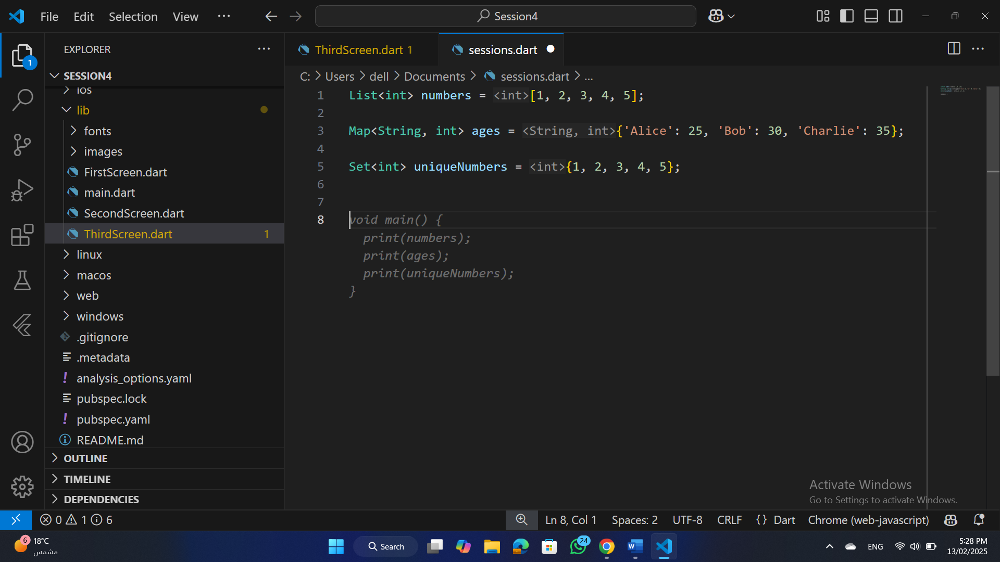 File Edit Selection View ··· Session4
EXPLORER ···
SESSION4
ios
lib
fonts
images
FirstScreen.dart
main.dart
SecondScreen.dart
ThirdScreen.dart 1
linux
macos
web
windows
.gitignore
.metadata
analysis_options.yaml
pubspec.lock
pubspec.yaml
README.md
OUTLINE
TIMELINE
DEPENDENCIES
1
ThirdScreen.dart 1 sessions.dart
C: > Users > dell > Documents > sessions.dart > ...
1 List<int> numbers = <int>[1, 2, 3, 4, 5];
2
3 Map<String, int> ages = <String, int>{'Alice': 25, 'Bob': 30, 'Charlie': 35};
4
5 Set<int> uniqueNumbers = <int>{1, 2, 3, 4, 5};
6
7
8 void main() {
print(numbers);
print(ages);
print(uniqueNumbers);
}
Activate Windows
Go to Settings to activate Windows.
0 1 6 Ln 8, Col 1 Spaces: 2 UTF-8 CRLF {} Dart Chrome (web-javascript)
6 18°C
مشمس
Search
24
ENG
5:28 PM
13/02/2025